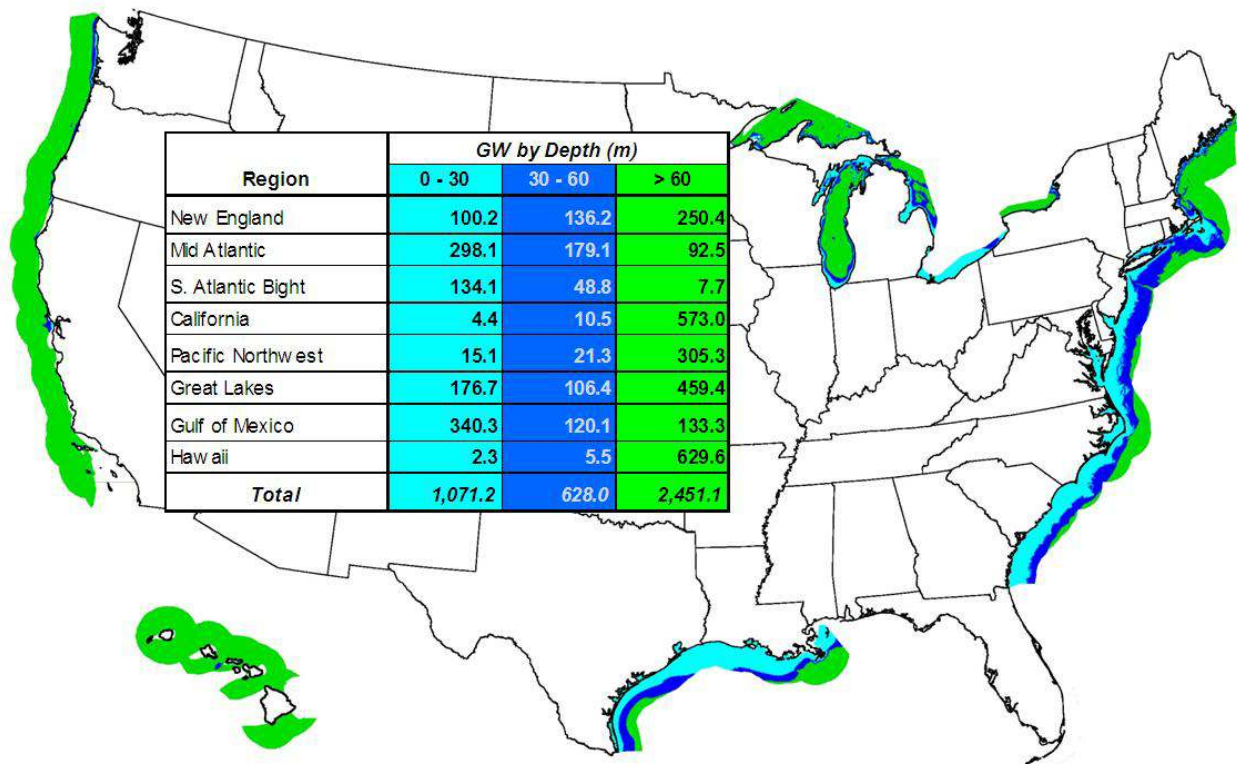 GW by Depth (m)
Region 0 - 30 30 - 60 > 60
New England 100.2 136.2 250.4
Mid Atlantic 298.1 179.1 92.5
S. Atlantic Bight 134.1 48.8 7.7
California 4.4 10.5 573.0
Pacific Northwest 15.1 21.3 305.3
Great Lakes 176.7 106.4 459.4
Gulf of Mexico 340.3 120.1 133.3
Hawaii 2.3 5.5 629.6
Total 1,071.2 628.0 2,451.1